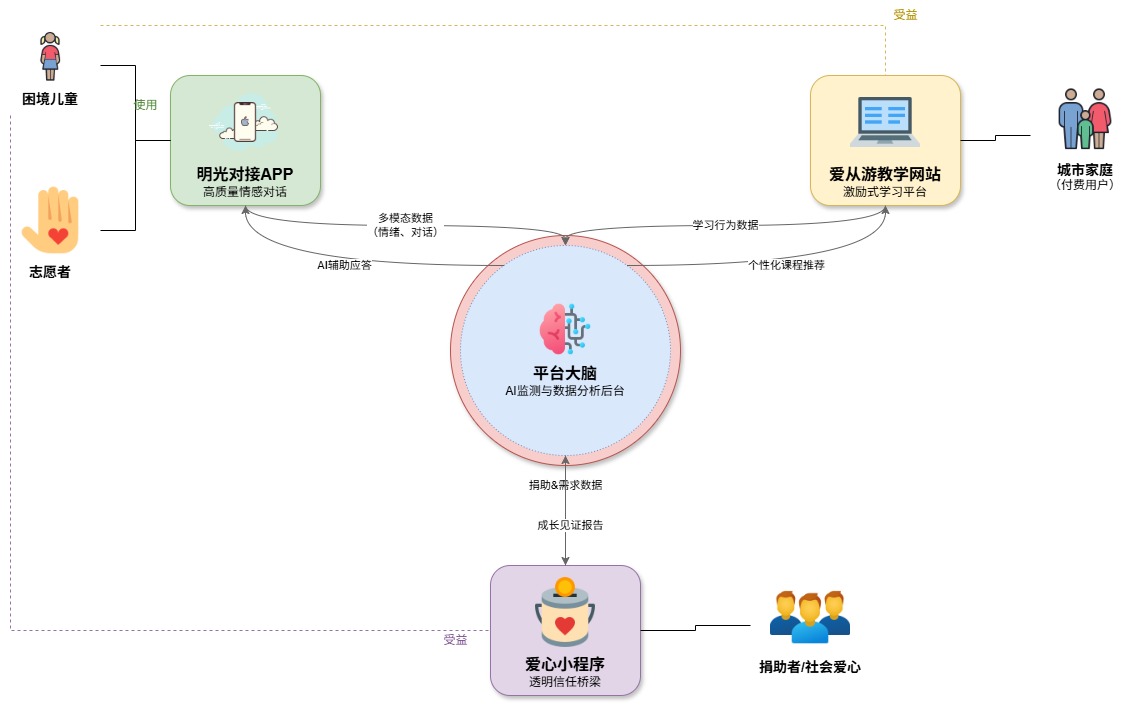 受益
困境儿童
使用
明光对接APP
高质量情感对话
爱从游教学网站
激励式学习平台
城市家庭
（付费用户）
志愿者
多模态数据
（情绪、对话）
学习行为数据
AI辅助应答
个性化课程推荐
平台大脑
AI监测与数据分析后台
捐助&需求数据
成长见证报告
受益
爱心小程序
透明信任桥梁
捐助者/社会爱心